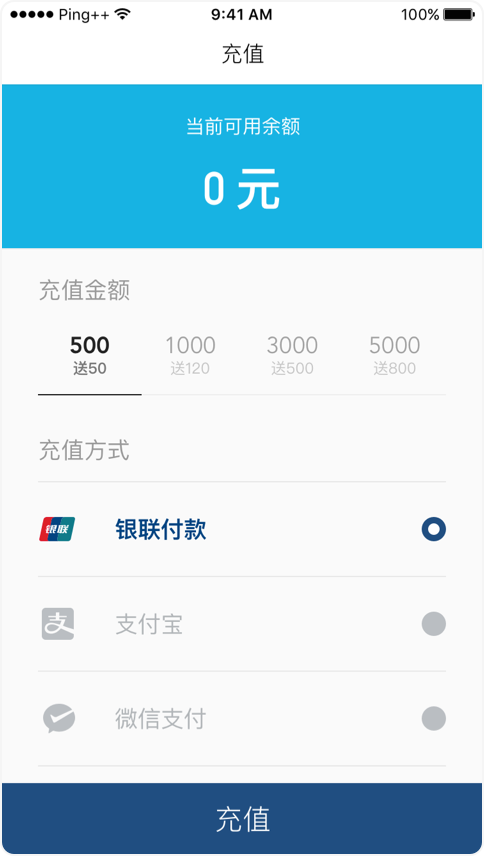 Ping++ 9:41 AM 100%
充值
当前可用余额
0 元
充值金额
500 1000 3000 5000
送50 送120 送500 送800
充值方式
银联 银联付款
支 支付宝
微信支付
充值